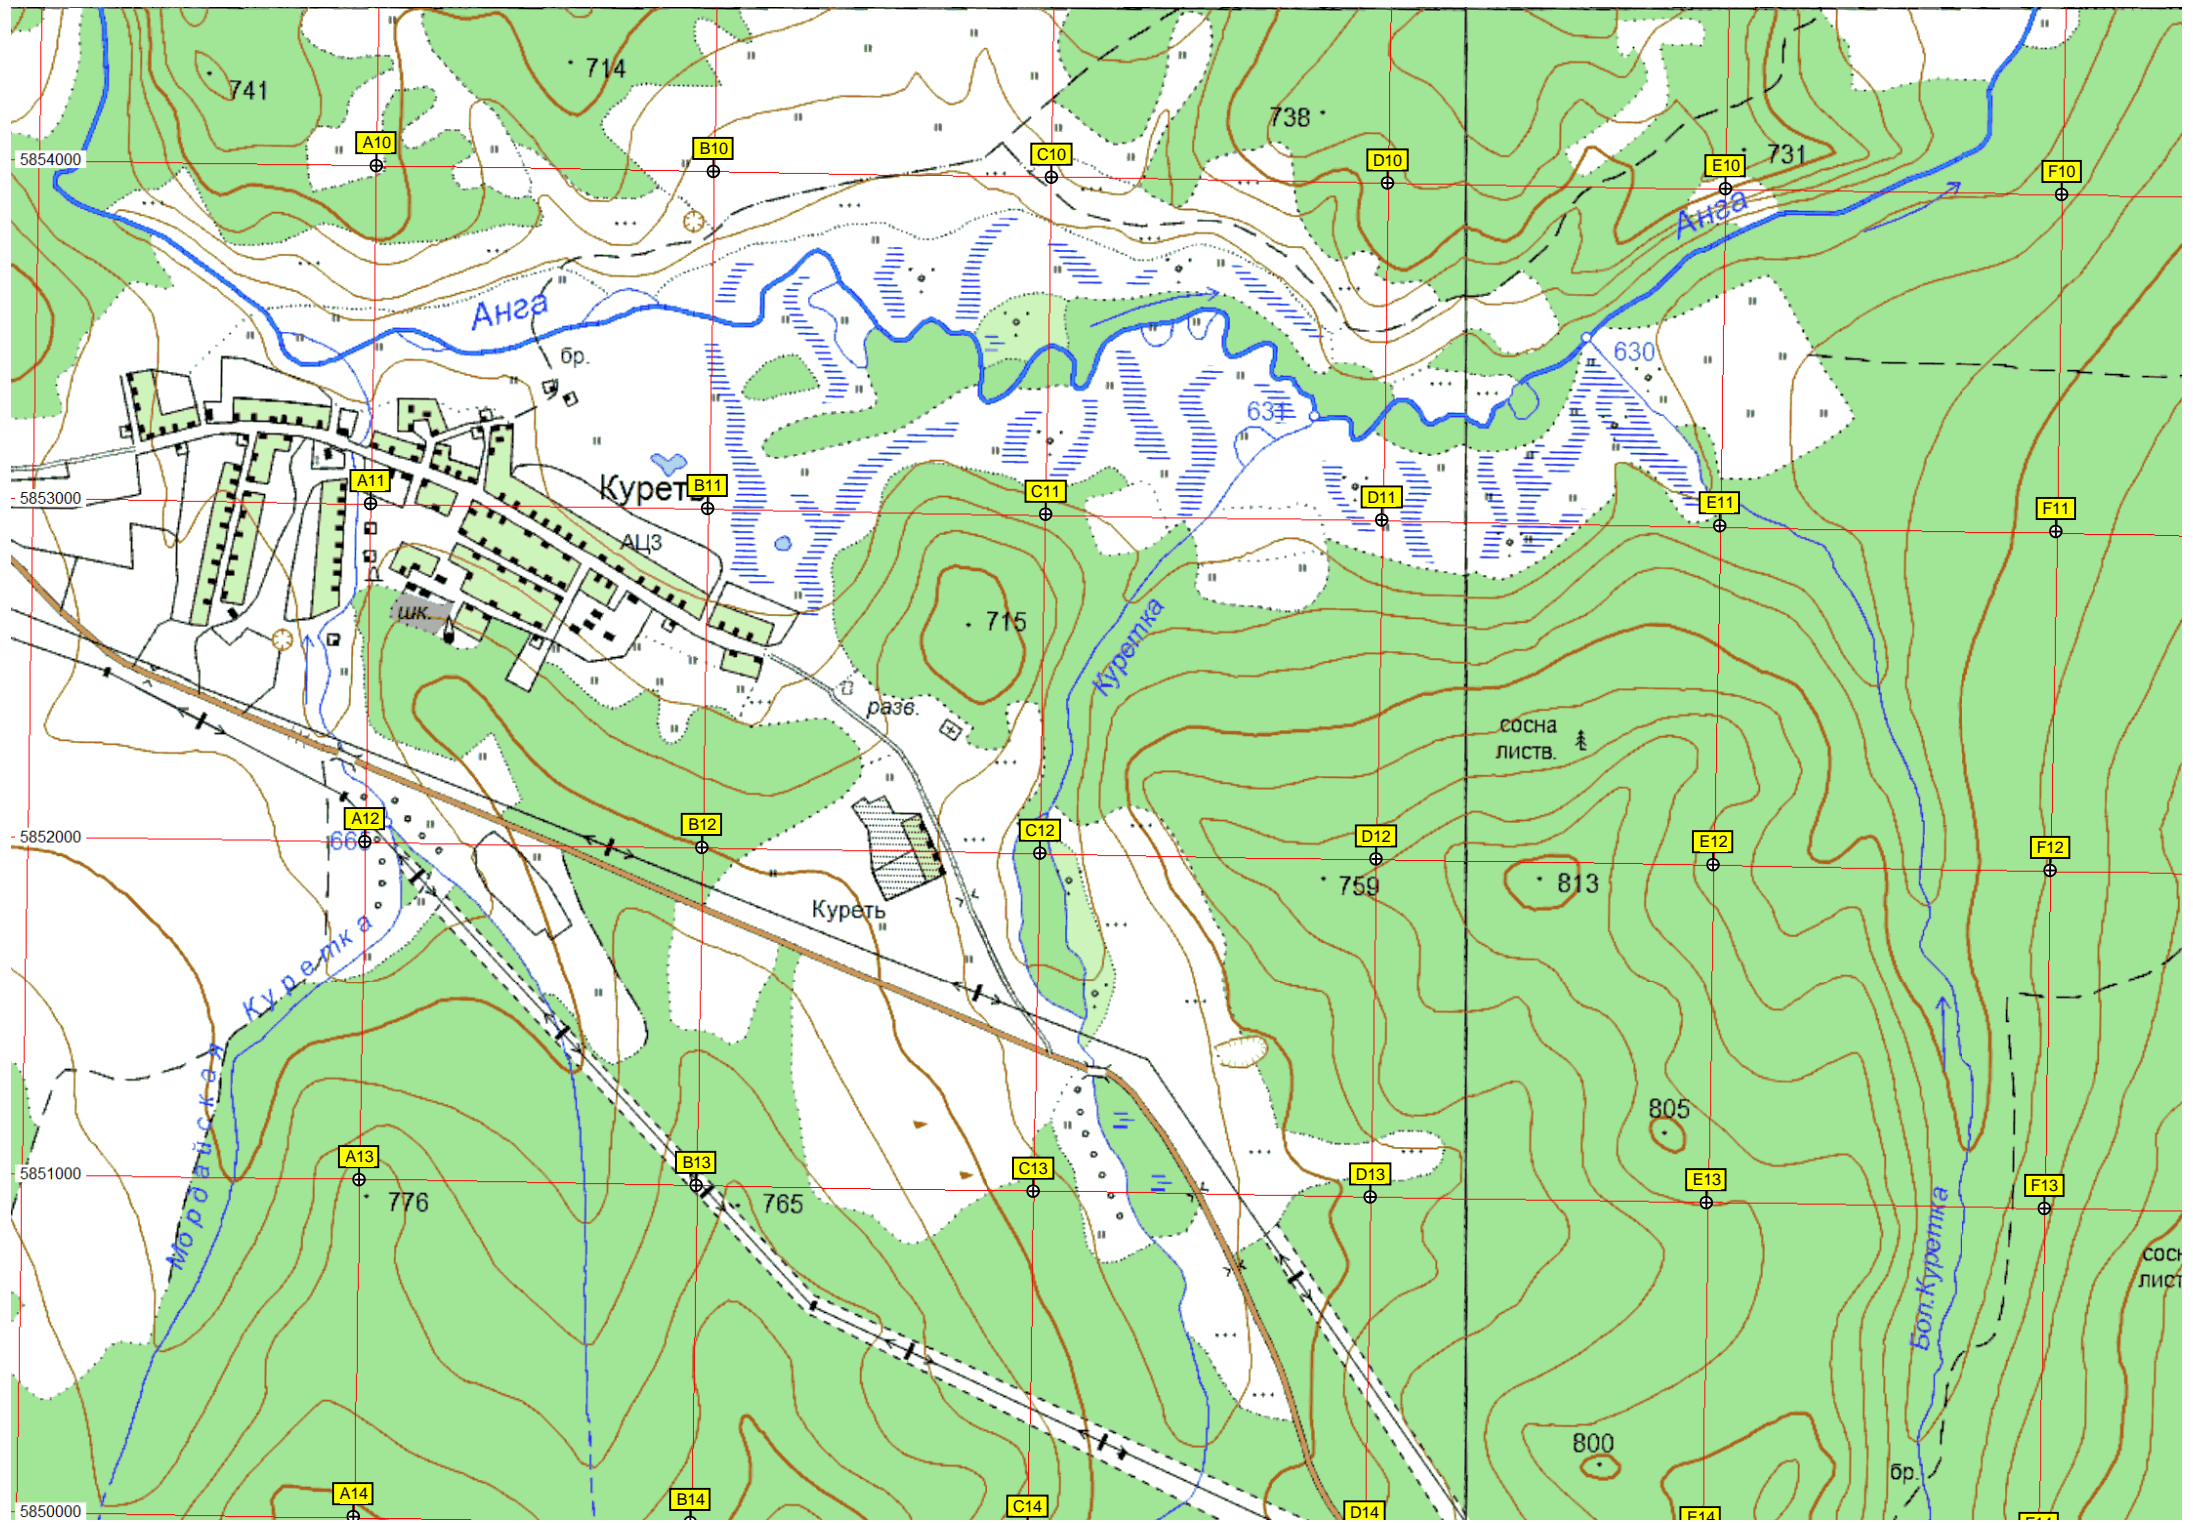 741
714
738
731
A10
B10
C10
D10
E10
F10
5854000
Анга
Анга
бр.
630
631
A11
B11
C11
D11
E11
F11
5853000
Куреть
АЦЗ
шк.
715
Куретка
разв.
сосна
листв.
A12
B12
C12
D12
E12
F12
5852000
759
813
Куреть
Куретка
Мордайская
805
A13
B13
C13
D13
E13
F13
5851000
776
765
Бол.Куретка
сосн
лист
800
бр.
A14
B14
C14
D14
E14
5850000